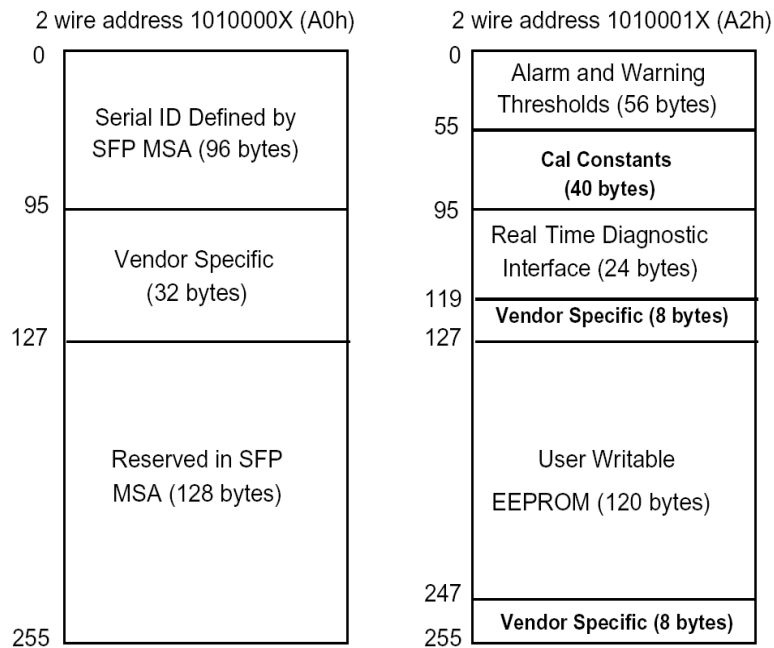 2 wire address 1010000X (A0h)
0
Serial ID Defined by
SFP MSA (96 bytes)
95
Vendor Specific
(32 bytes)
127
Reserved in SFP
MSA (128 bytes)
255
2 wire address 1010001X (A2h)
0
Alarm and Warning
Thresholds (56 bytes)
55
Cal Constants
(40 bytes)
95
Real Time Diagnostic
Interface (24 bytes)
119
Vendor Specific (8 bytes)
127
User Writable
EEPROM (120 bytes)
247
Vendor Specific (8 bytes)
255